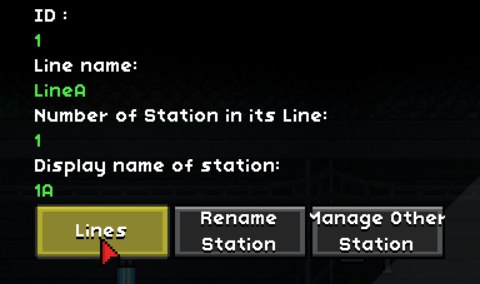 ID :
1
Line name:
LineA
Number of Station in its Line:
1
Display name of station:
1A
Lines
Rename
Station
Manage Other
Station